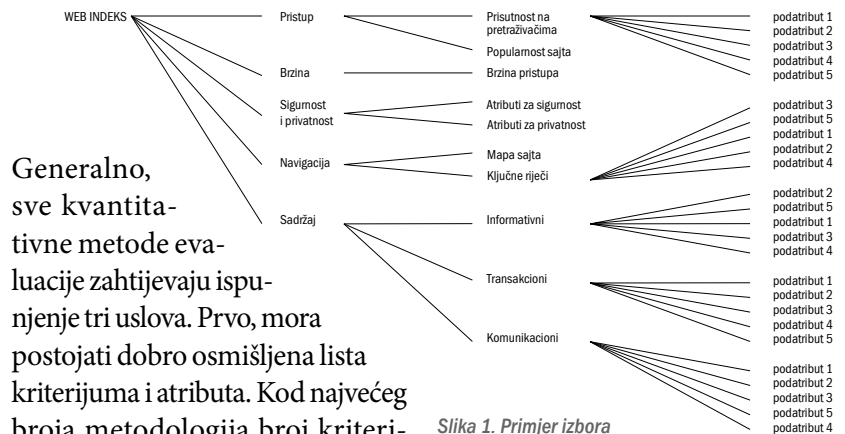 WEB INDEKS
Pristup
Prisutnost na
pretraživačima
Popularnost sajta
podatribut 1
podatribut 2
podatribut 3
podatribut 4
podatribut 5
Brzina
Brzina pristupa
Sigurnost
i privatnost
Atributi za sigurnost
Atributi za privatnost
Navigacija
Mapa sajta
Ključne riječi
podatribut 3
podatribut 5
podatribut 1
podatribut 2
podatribut 4
Sadržaj
Informativni
podatribut 2
podatribut 5
podatribut 1
podatribut 3
podatribut 4
Transakcioni
podatribut 1
podatribut 2
podatribut 3
podatribut 4
podatribut 5
Komunikacioni
podatribut 1
podatribut 2
podatribut 3
podatribut 5
podatribut 4
Generalno,
sve kvantita-
tivne metode eva-
luacije zahtijevaju ispu-
njenje tri uslova. Prvo, mora
postojati dobro osmišljena lista
kriterijuma i atributa. Kod najvećeg
broja metodologija broj kriteri-
Slika 1. Primjer izbora